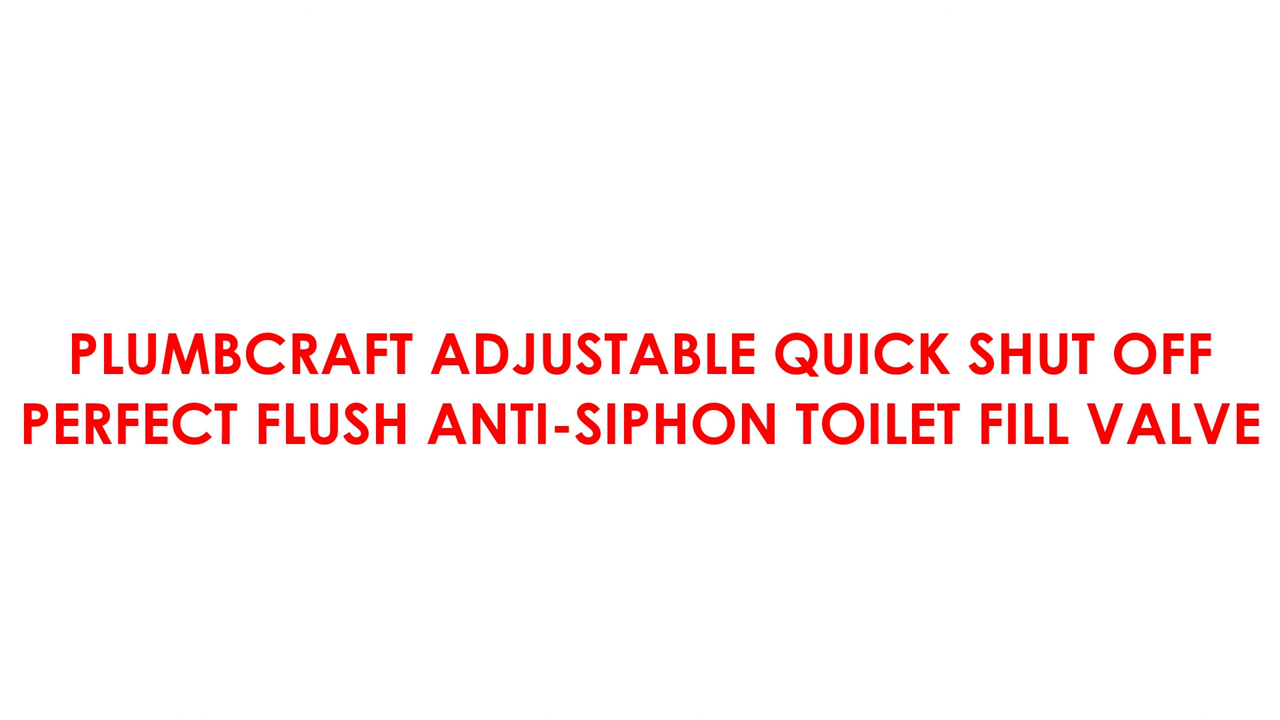 PLUMBCRAFT ADJUSTABLE QUICK SHUT OFF
PERFECT FLUSH ANTI-SIPHON TOILET FILL VALVE